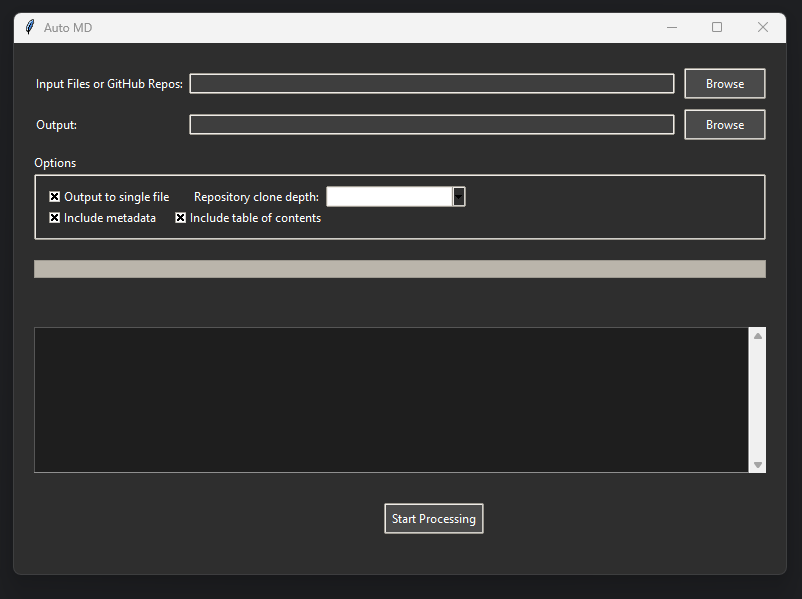 Auto MD
Input Files or GitHub Repos: Browse
Output: Browse
Options
Output to single file Repository clone depth:
Include metadata Include table of contents
Start Processing